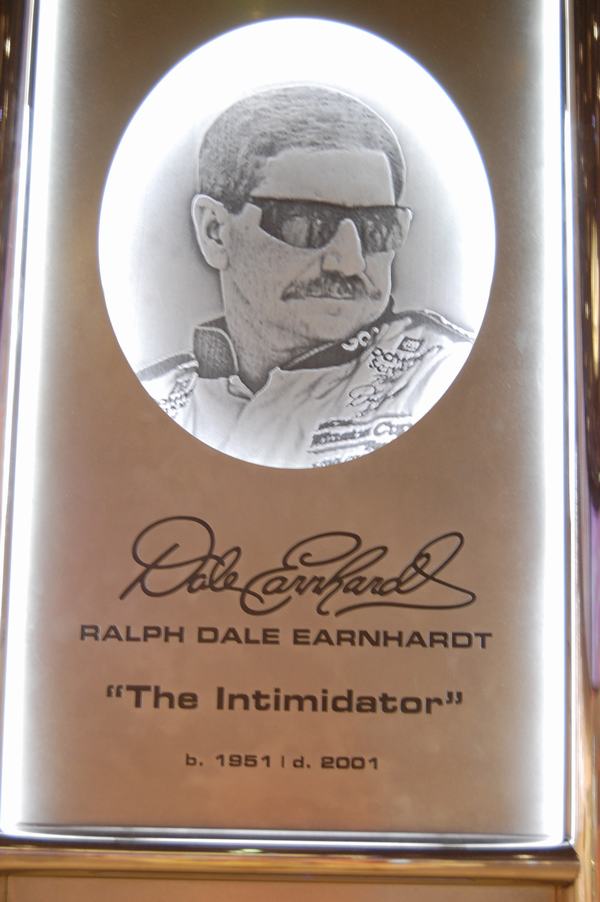 Dale Earnhardt
RALPH DALE EARNHARDT
“The Intimidator”
b. 1951 | d. 2001